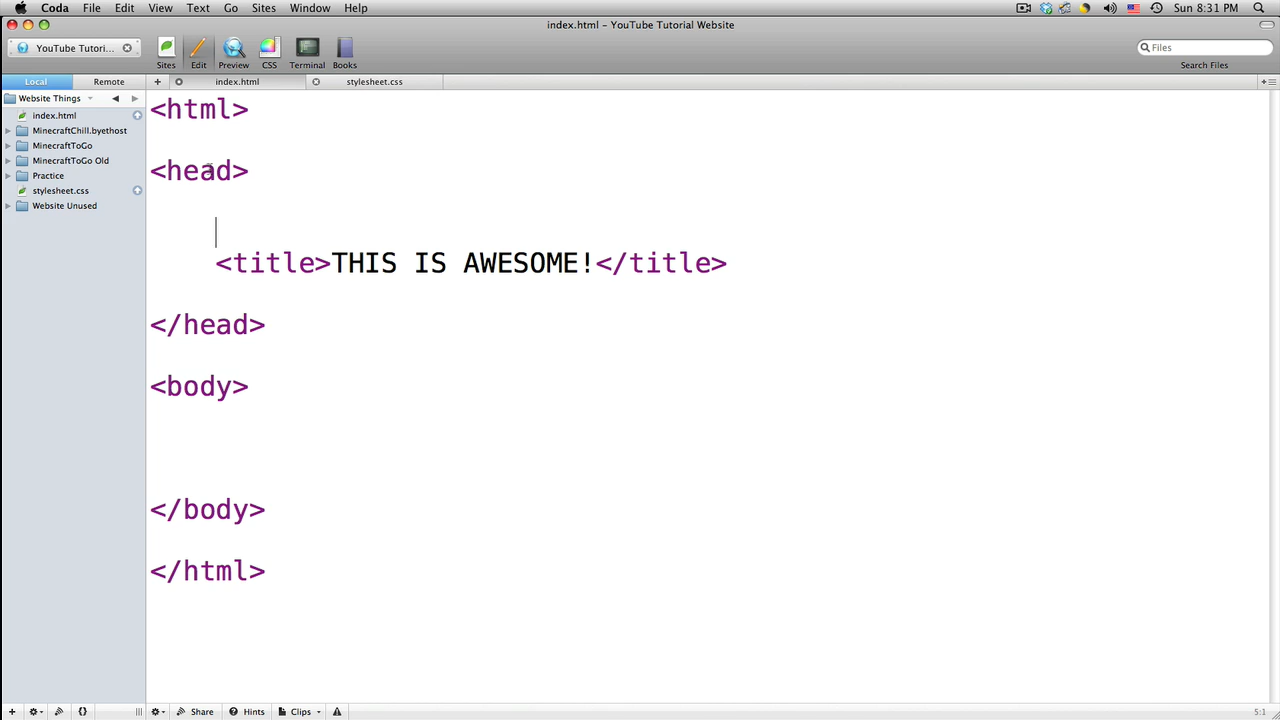 Coda File Edit View Text Go Sites Window Help Sun 8:31 PM
index.html - YouTube Tutorial Website
YouTube Tutori... Files
Sites Edit Preview CSS Terminal Books Search Files
Local Remote index.html stylesheet.css
Website Things
index.html
MinecraftChill.byethost
MinecraftToGo
MinecraftToGo Old
Practice
stylesheet.css
Website Unused
<html>
<head>
<title>THIS IS AWESOME!</title>
</head>
<body>
</body>
</html>
Share Hints Clips 5:1